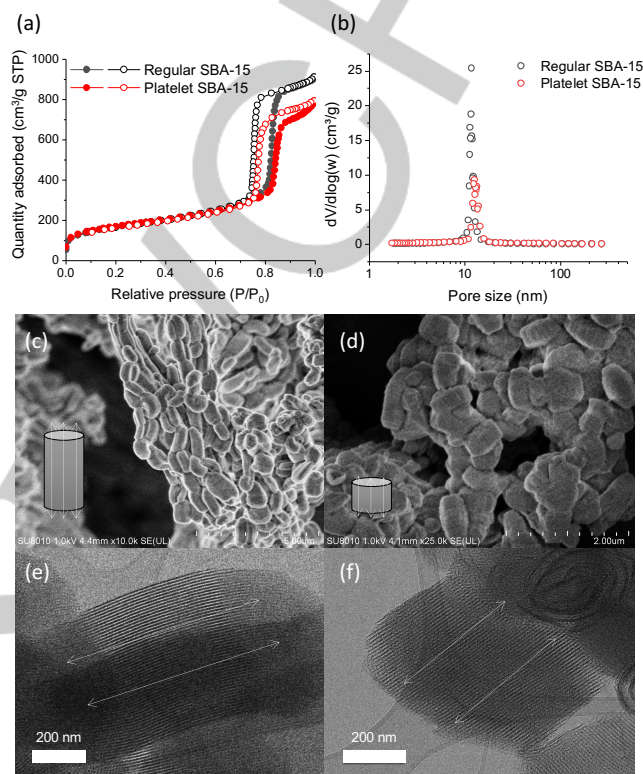 (a)
(b)
Quantity adsorbed (cm³/g STP)
1000
800
600
400
200
0
0.0 0.2 0.4 0.6 0.8 1.0
Relative pressure (P/P₀)
Regular SBA-15
Platelet SBA-15
dV/dlog(w) (cm³/g)
25
20
15
10
5
0
1 10 100
Pore size (nm)
Regular SBA-15
Platelet SBA-15
(c)
SU8010 1.0kV 4.4mm x10.0k SE(UL)
5.00um
(d)
SU8010 1.0kV 4.1mm x25.0k SE(UL)
2.00um
(e)
200 nm
(f)
200 nm